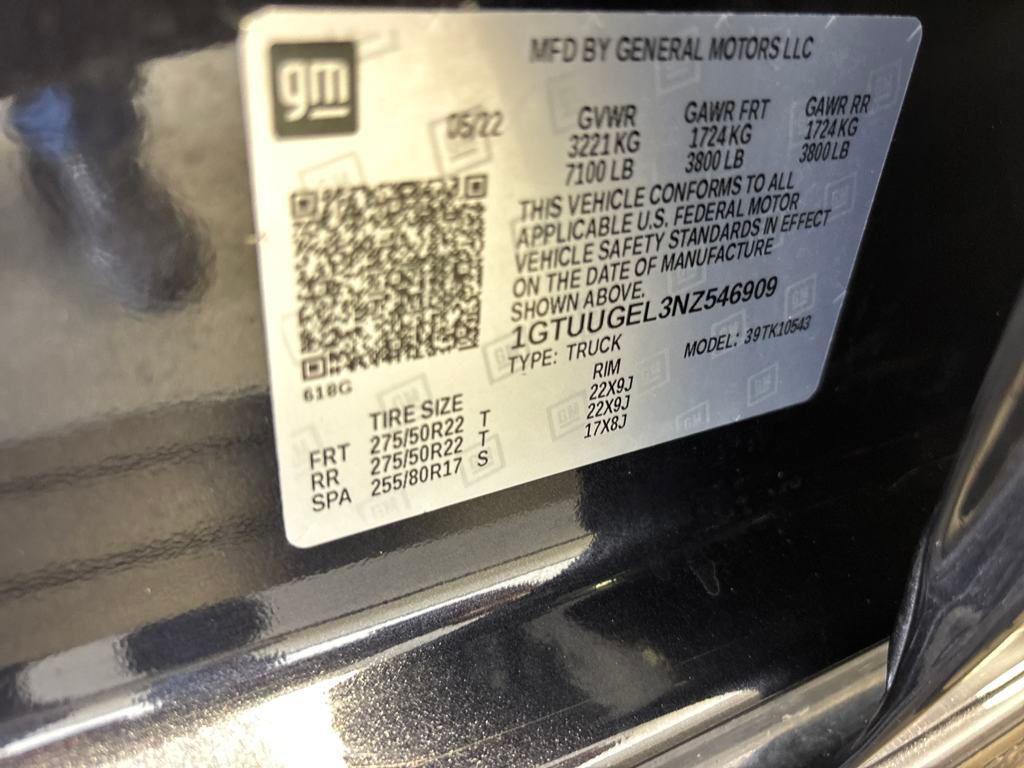 gm
MFD BY GENERAL MOTORS LLC
05/22
GVWR GAWR FRT GAWR RR
3221 KG 1724 KG 1724 KG
7100 LB 3800 LB 3800 LB
THIS VEHICLE CONFORMS TO ALL
APPLICABLE U.S. FEDERAL MOTOR
VEHICLE SAFETY STANDARDS IN EFFECT
ON THE DATE OF MANUFACTURE
SHOWN ABOVE.
1GTUUGEL3NZ546909
TYPE: TRUCK MODEL: 39TK10543
618G
TIRE SIZE RIM
FRT 275/50R22 T 22X9J
RR 275/50R22 T 22X9J
SPA 255/80R17 S 17X8J